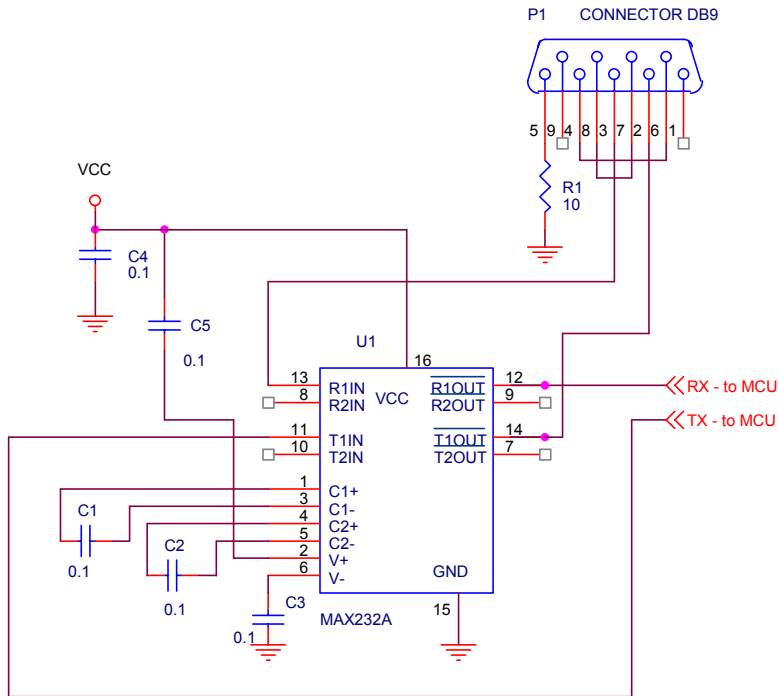 P1 CONNECTOR DB9
5 9 4 8 3 7 2 6 1
VCC
R1
10
C4
0.1
C5
0.1
U1
16
13 R1IN VCC R1OUT 12
8 R2IN R2OUT 9
11 T1IN T1OUT 14
10 T2IN T2OUT 7
1 C1+
3 C1-
4 C2+
5 C2-
2 V+
6 V-
GND
15
MAX232A
RX - to MCU
TX - to MCU
C1
0.1
C2
0.1
C3
0.1